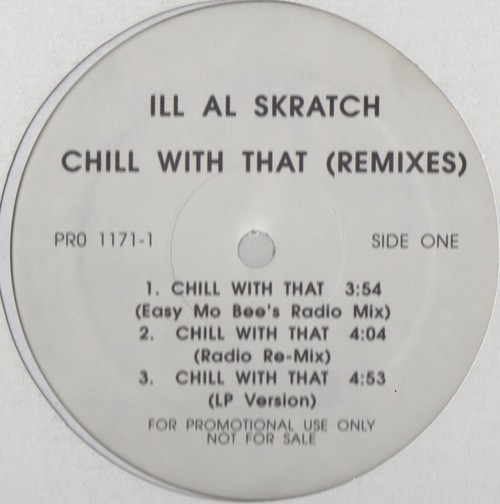 ILL AL SKRATCH
CHILL WITH THAT (REMIXES)
PRO 1171-1
SIDE ONE
1. CHILL WITH THAT 3:54
(Easy Mo Bee's Radio Mix)
2. CHILL WITH THAT 4:04
(Radio Re-Mix)
3. CHILL WITH THAT 4:53
(LP Version)
FOR PROMOTIONAL USE ONLY
NOT FOR SALE